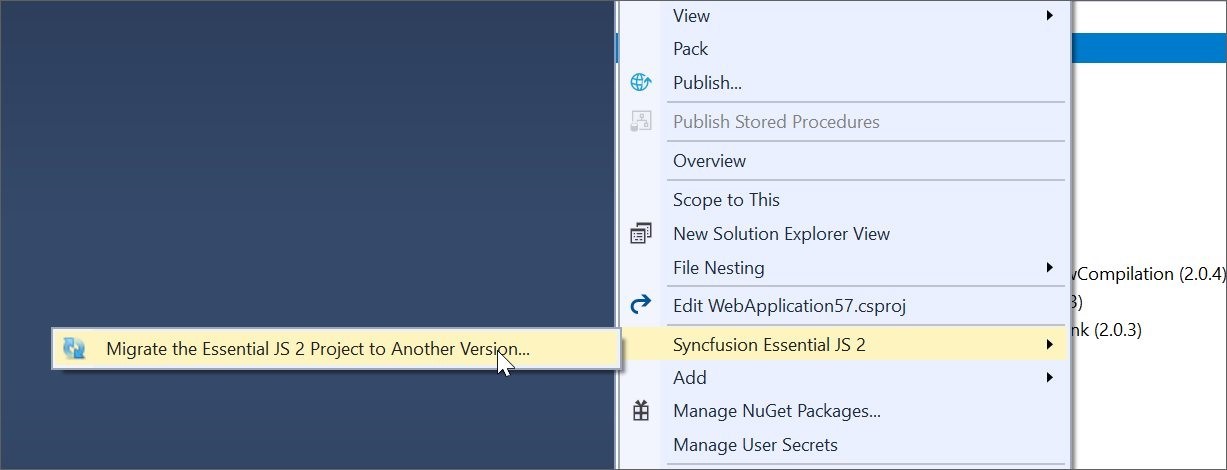 View
Pack
Publish...
Publish Stored Procedures
Overview
Scope to This
New Solution Explorer View
File Nesting
Compilation (2.0.4)
Edit WebApplication57.csproj
3)
nk (2.0.3)
Migrate the Essential JS 2 Project to Another Version...
Syncfusion Essential JS 2
Add
Manage NuGet Packages...
Manage User Secrets